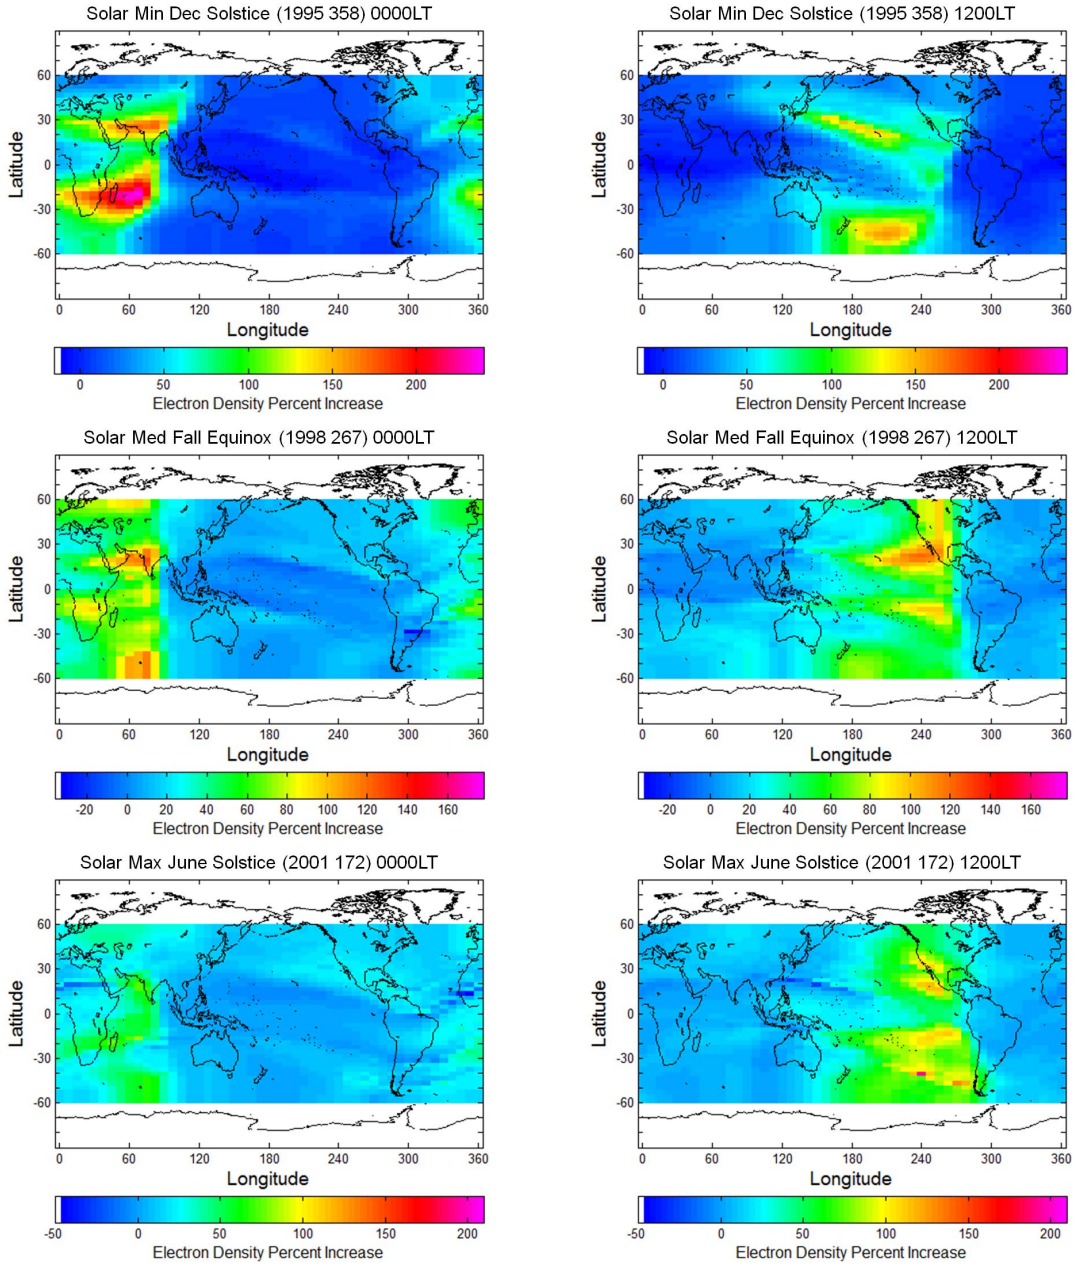 Solar Min Dec Solstice (1995 358) 0000LT
60
30
0
-30
-60
Latitude
0 60 120 180 240 300 360
Longitude
0 50 100 150 200
Electron Density Percent Increase
Solar Min Dec Solstice (1995 358) 1200LT
60
30
0
-30
-60
Latitude
0 60 120 180 240 300 360
Longitude
0 50 100 150 200
Electron Density Percent Increase
Solar Med Fall Equinox (1998 267) 0000LT
60
30
0
-30
-60
Latitude
0 60 120 180 240 300 360
Longitude
-20 0 20 40 60 80 100 120 140 160
Electron Density Percent Increase
Solar Med Fall Equinox (1998 267) 1200LT
60
30
0
-30
-60
Latitude
0 60 120 180 240 300 360
Longitude
-20 0 20 40 60 80 100 120 140 160
Electron Density Percent Increase
Solar Max June Solstice (2001 172) 0000LT
60
30
0
-30
-60
Latitude
0 60 120 180 240 300 360
Longitude
-50 0 50 100 150 200
Electron Density Percent Increase
Solar Max June Solstice (2001 172) 1200LT
60
30
0
-30
-60
Latitude
0 60 120 180 240 300 360
Longitude
-50 0 50 100 150 200
Electron Density Percent Increase